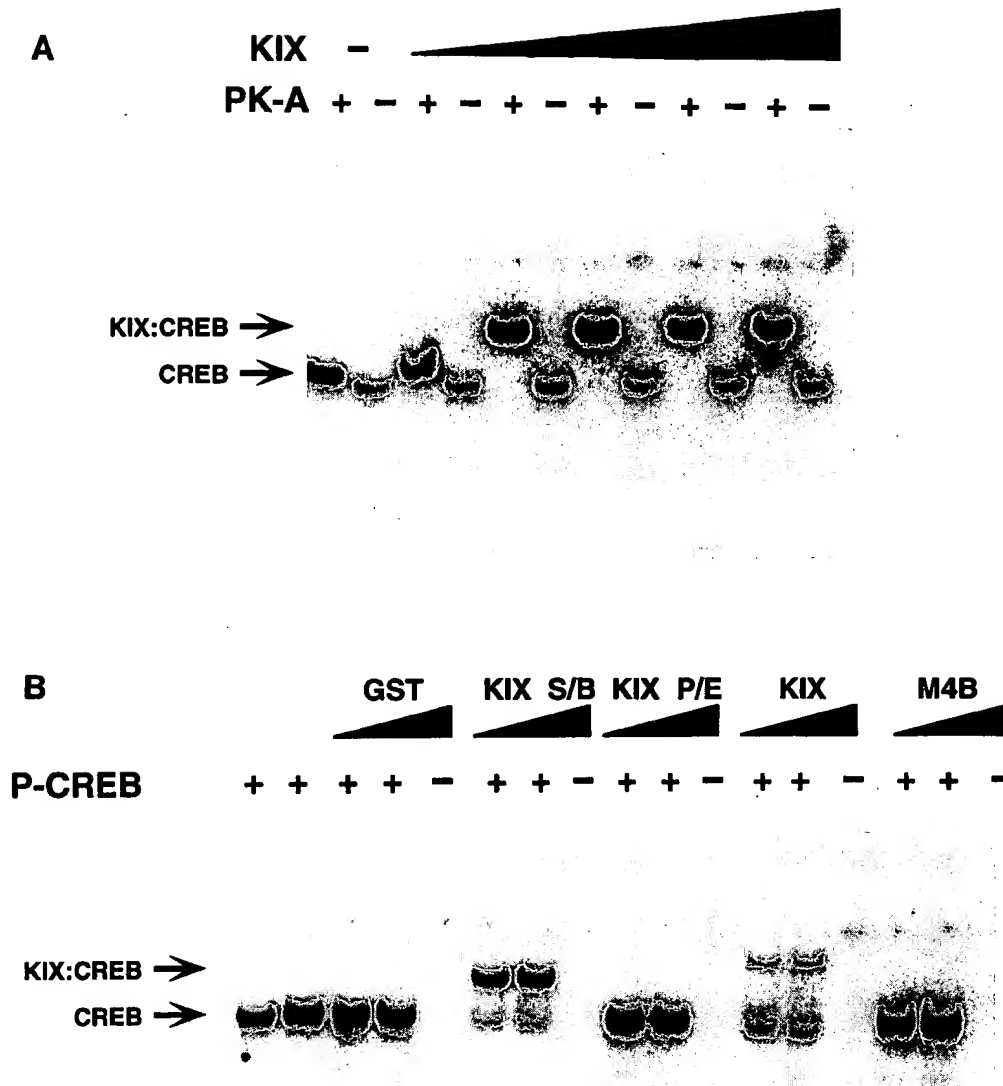 A KIX −
PK-A + − + − + − + − + − + −
KIX:CREB →
CREB →
B GST KIX S/B KIX P/E KIX M4B
P-CREB + + + + − + + − + + − + + − + + −
KIX:CREB →
CREB →